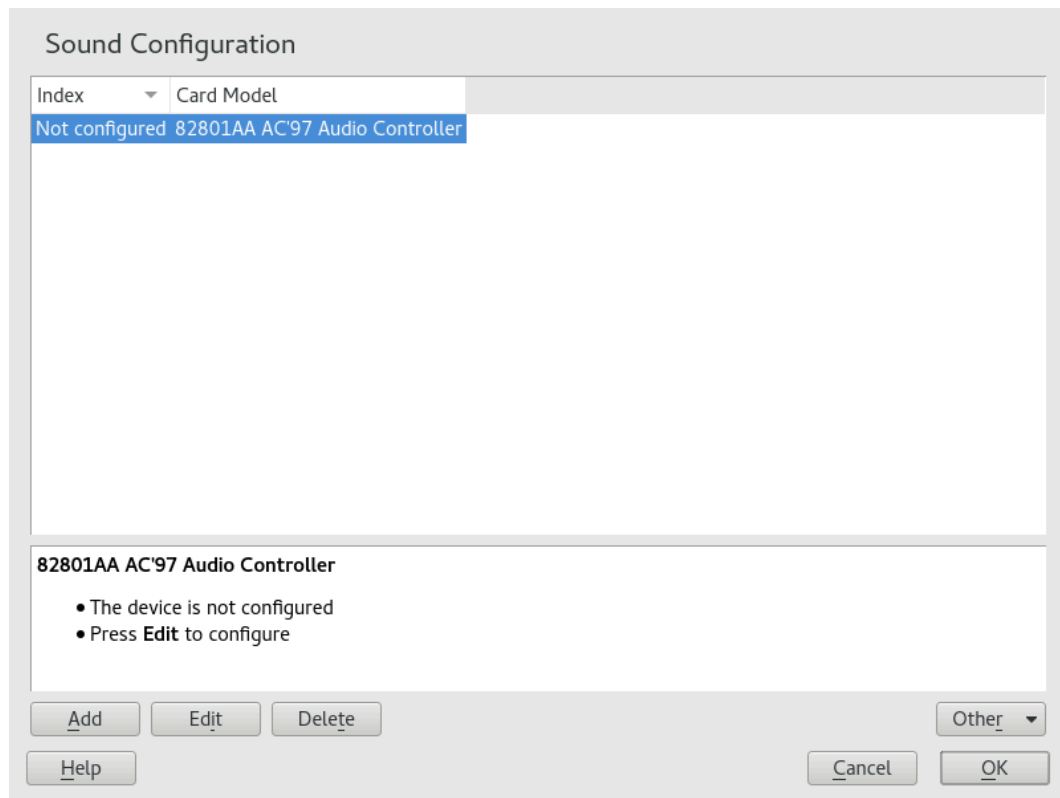 Sound Configuration
Index Card Model
Not configured 82801AA AC'97 Audio Controller
82801AA AC'97 Audio Controller
• The device is not configured
• Press Edit to configure
Add Edit Delete Other
Help Cancel OK